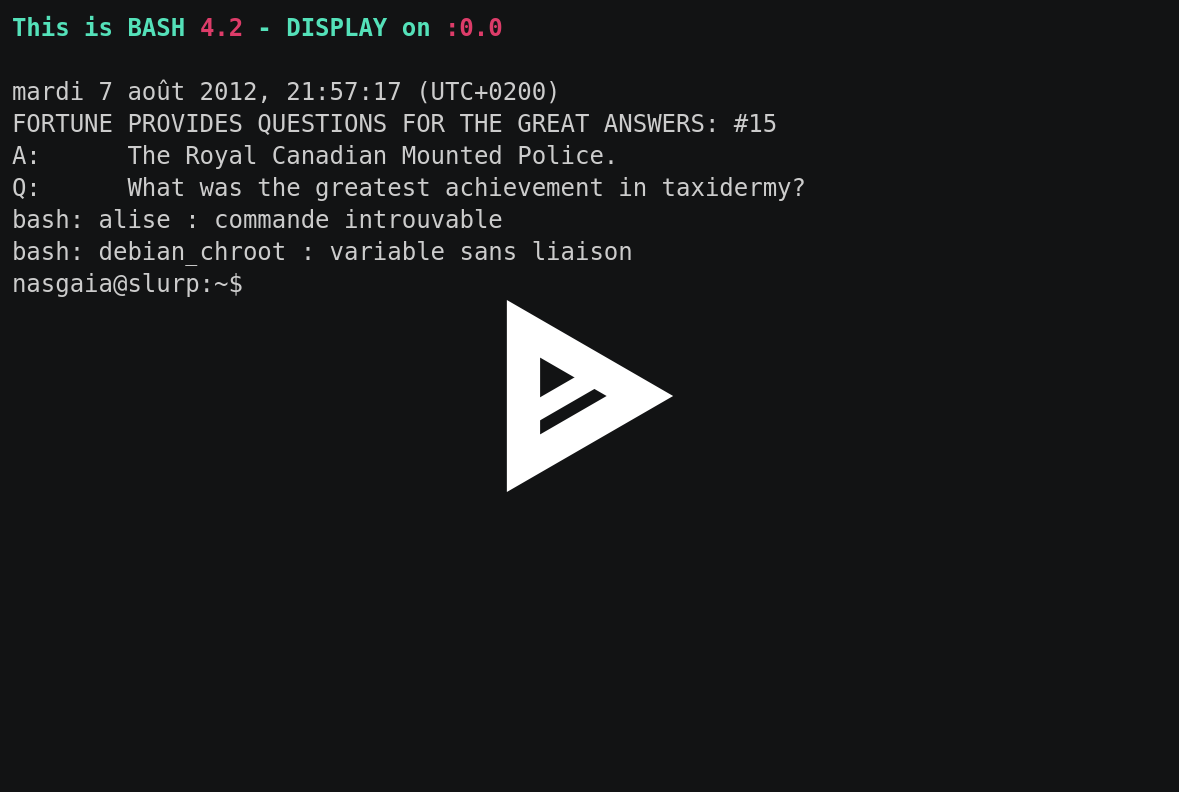 This is BASH 4.2 - DISPLAY on :0.0
mardi 7 août 2012, 21:57:17 (UTC+0200)
FORTUNE PROVIDES QUESTIONS FOR THE GREAT ANSWERS: #15
A:      The Royal Canadian Mounted Police.
Q:      What was the greatest achievement in taxidermy?
bash: alise : commande introuvable
bash: debian_chroot : variable sans liaison
nasgaia@slurp:~$